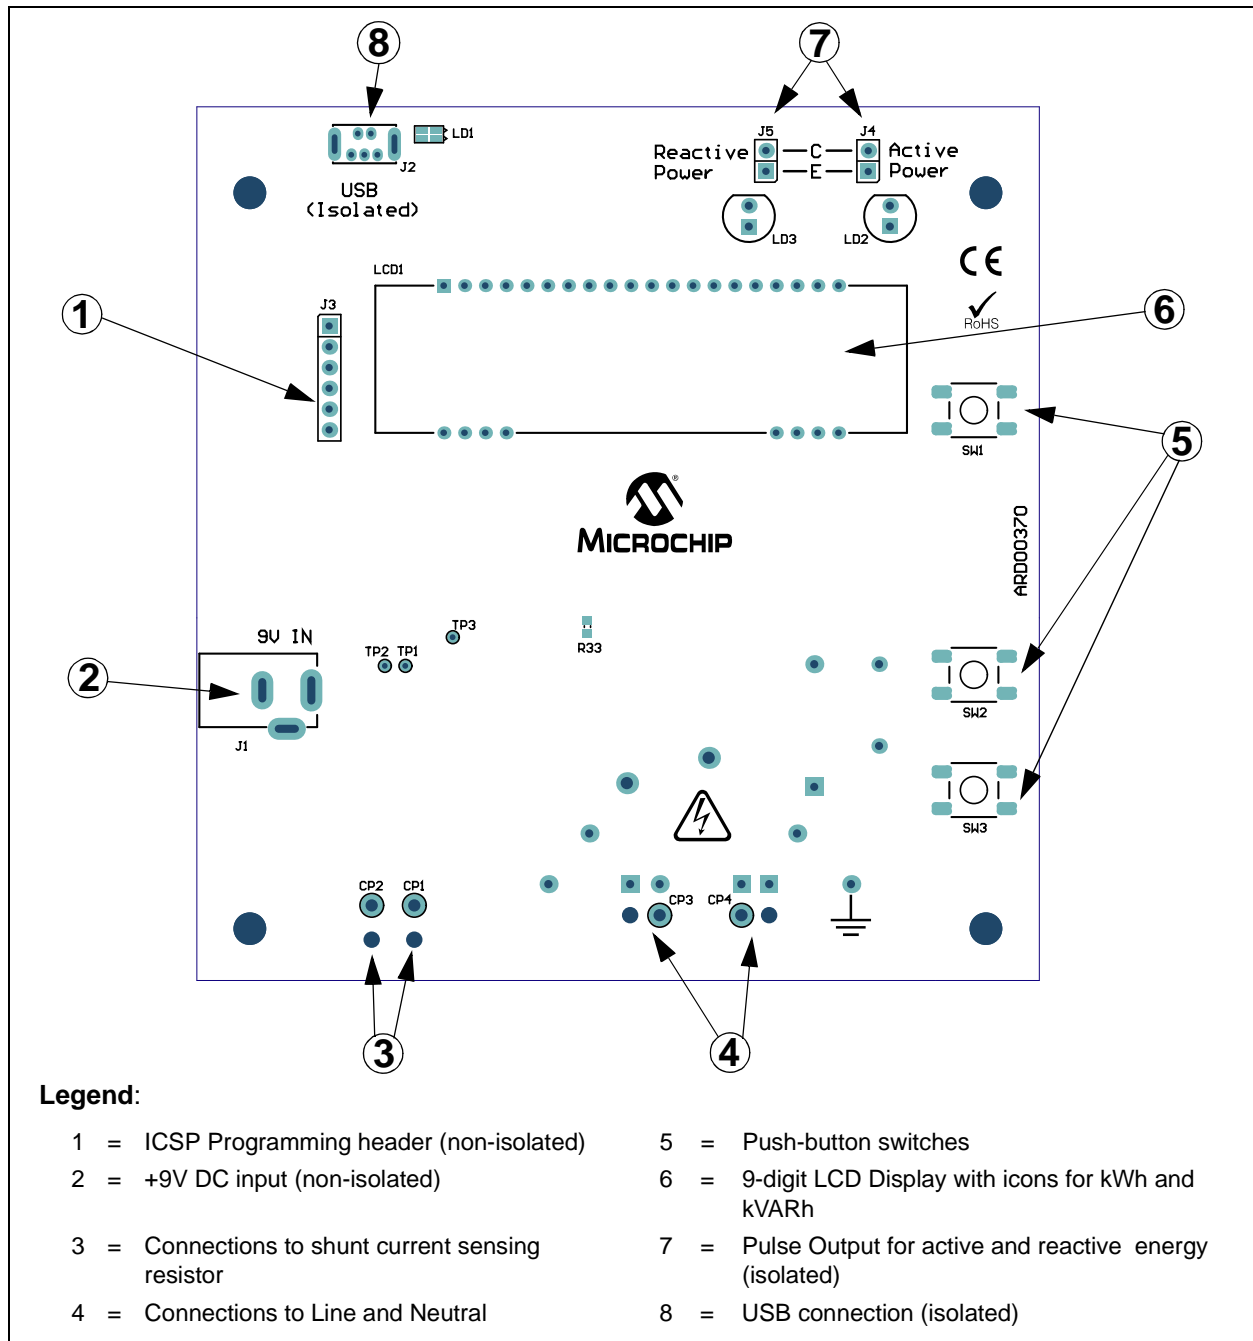 8
7
LD1
J2
USB
(Isolated)
J5
J4
Reactive
Power
C
E
Active
Power
LD3
LD2
CE
RoHS
LCD1
J3
1
6
SW1
5
®
MICROCHIP
ARD00370
9V IN
TP3
TP2
TP1
R33
2
J1
SW2
SW3
CP2
CP1
CP3
CP4
3
4
Legend:
1 = ICSP Programming header (non-isolated)
2 = +9V DC input (non-isolated)
3 = Connections to shunt current sensing
resistor
4 = Connections to Line and Neutral
5 = Push-button switches
6 = 9-digit LCD Display with icons for kWh and
kVARh
7 = Pulse Output for active and reactive energy
(isolated)
8 = USB connection (isolated)